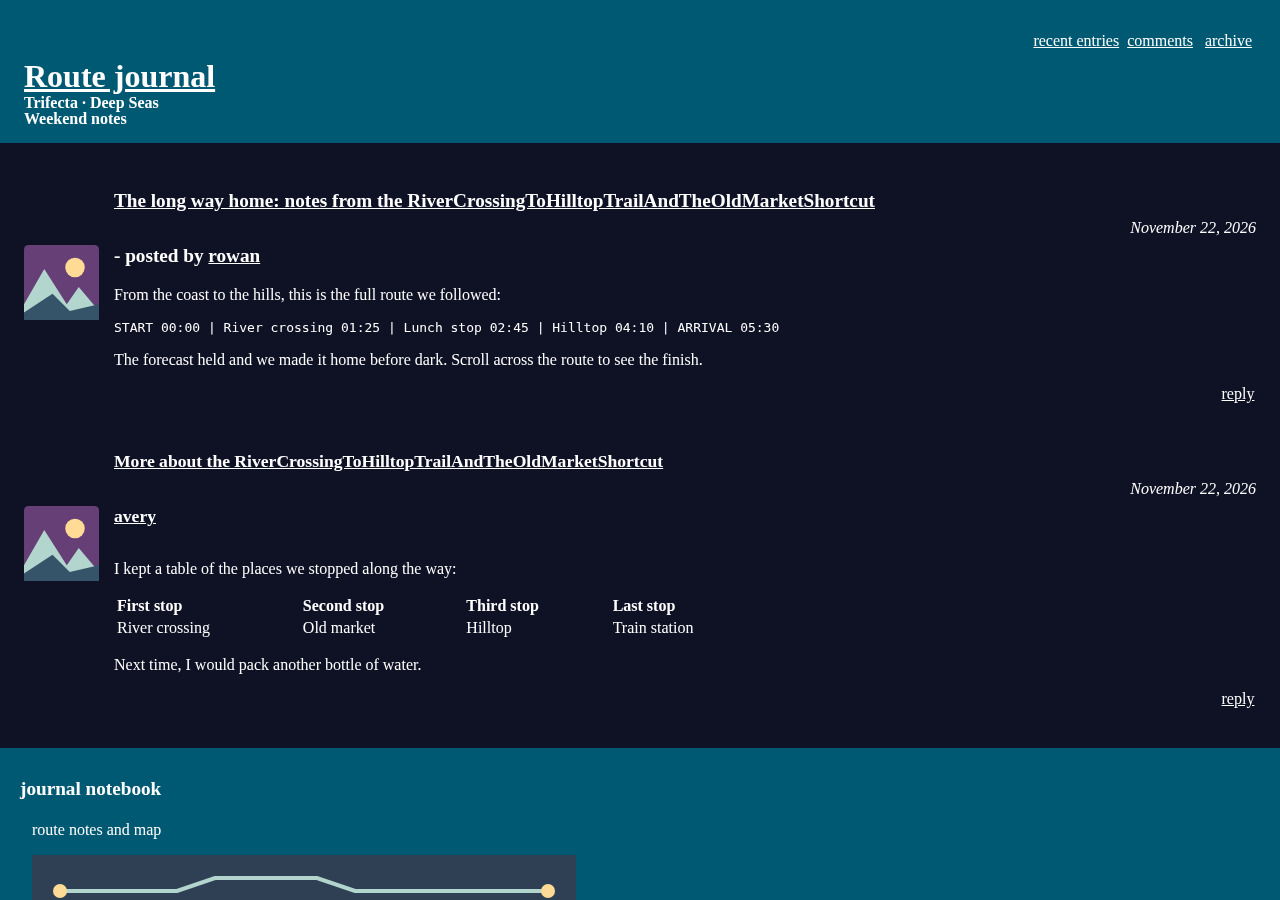 recent entries comments archive
Route journal
Trifecta · Deep Seas
Weekend notes
The long way home: notes from the RiverCrossingToHilltopTrailAndTheOldMarketShortcut
November 22, 2026
- posted by rowan
From the coast to the hills, this is the full route we followed:
START 00:00 | River crossing 01:25 | Lunch stop 02:45 | Hilltop 04:10 | ARRIVAL 05:30
The forecast held and we made it home before dark. Scroll across the route to see the finish.
reply
More about the RiverCrossingToHilltopTrailAndTheOldMarketShortcut
November 22, 2026
avery
I kept a table of the places we stopped along the way:
First stop Second stop Third stop Last stop
River crossing Old market Hilltop Train station
Next time, I would pack another bottle of water.
reply
journal notebook
route notes and map